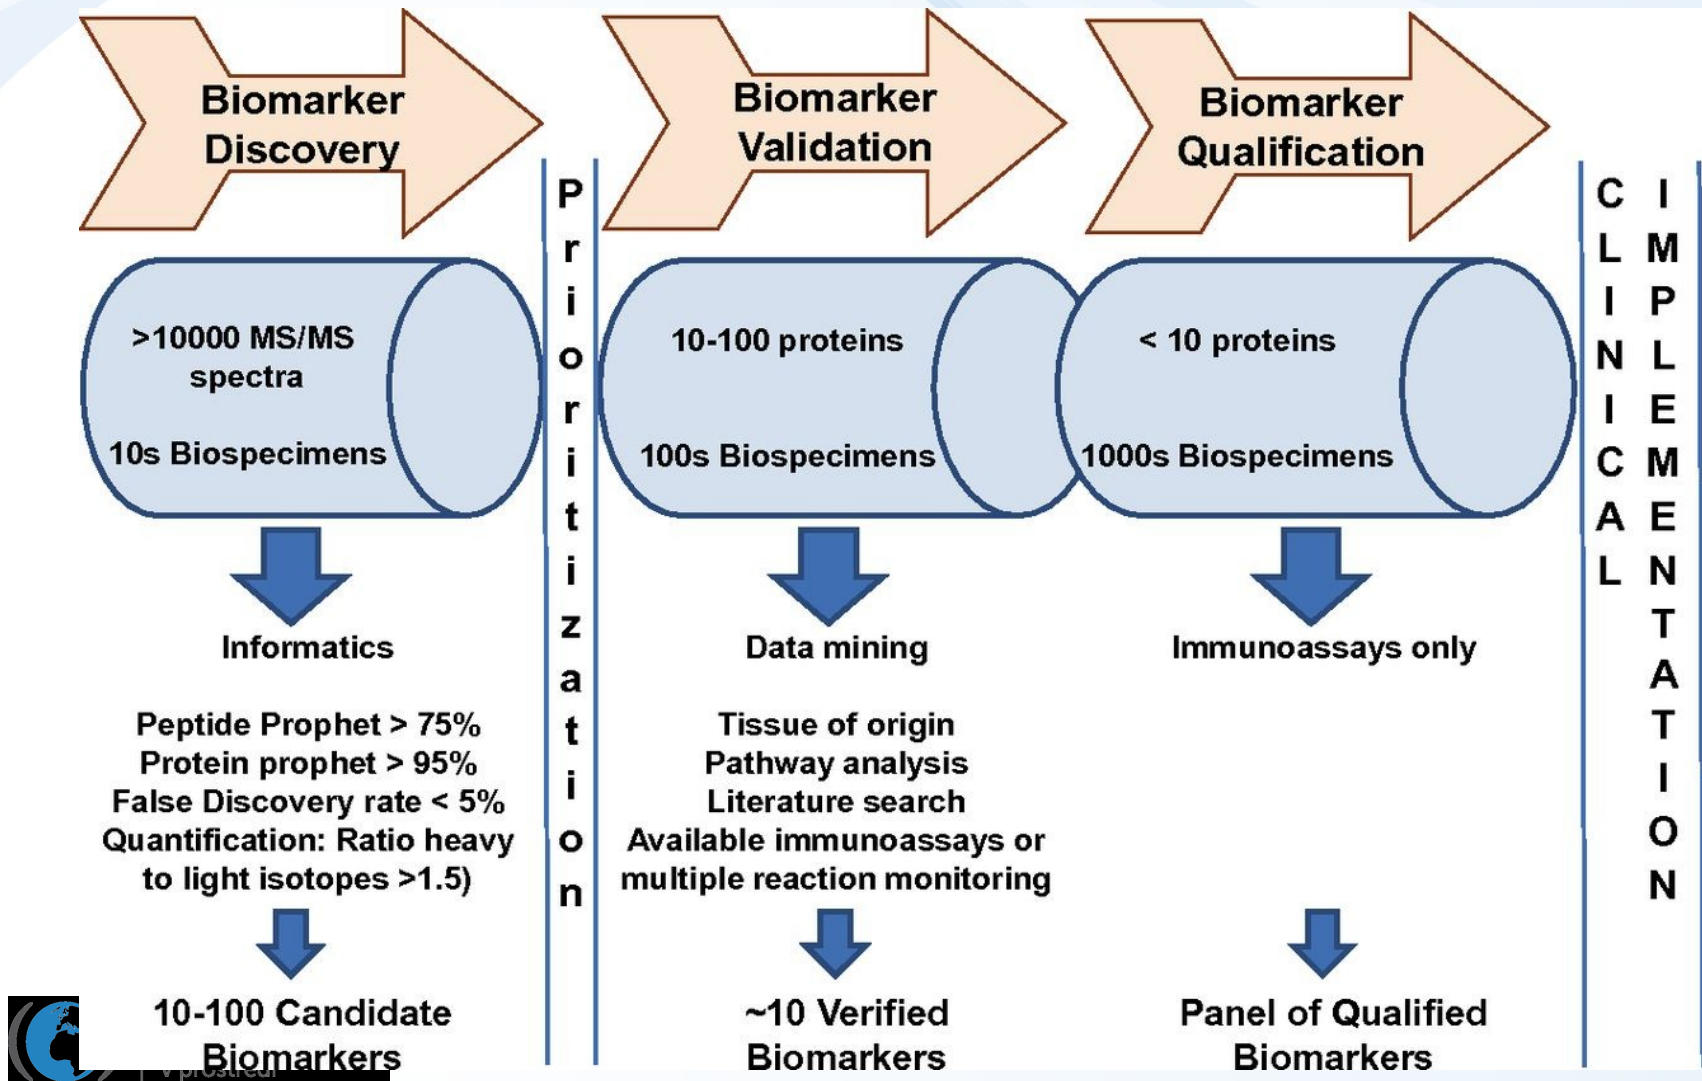 Biomarker
Discovery
>10000 MS/MS
spectra
10s Biospecimens
Informatics
Peptide Prophet > 75%
Protein prophet > 95%
False Discovery rate < 5%
Quantification: Ratio heavy
to light isotopes >1.5)
10-100 Candidate
Biomarkers
Prioritization
Biomarker
Validation
10-100 proteins
100s Biospecimens
Data mining
Tissue of origin
Pathway analysis
Literature search
Available immunoassays or
multiple reaction monitoring
~10 Verified
Biomarkers
Biomarker
Qualification
< 10 proteins
1000s Biospecimens
Immunoassays only
Panel of Qualified
Biomarkers
CLINICAL
IMPLEMENTATION